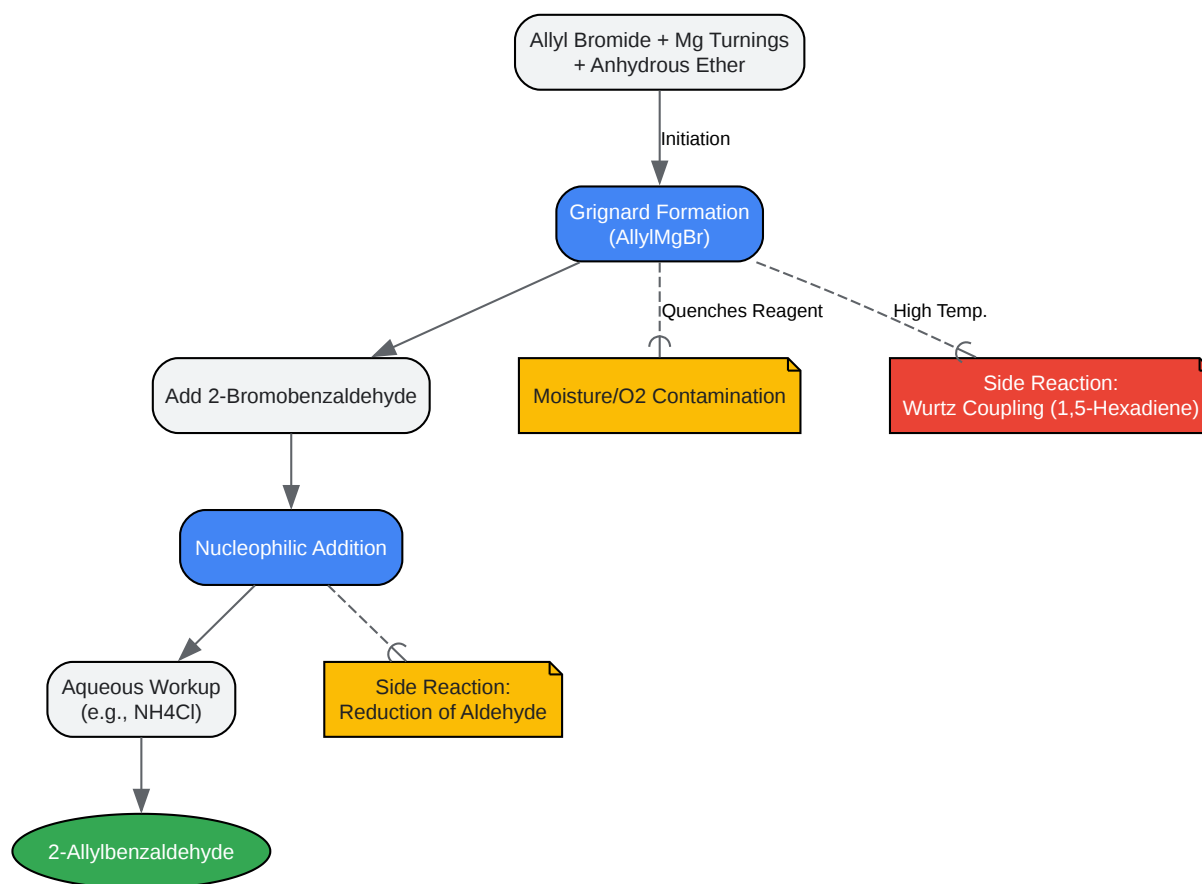 Allyl Bromide + Mg Turnings
+ Anhydrous Ether
Initiation
Grignard Formation
(AllylMgBr)
Quenches Reagent
High Temp.
Add 2-Bromobenzaldehyde
Moisture/O2 Contamination
Side Reaction:
Wurtz Coupling (1,5-Hexadiene)
Nucleophilic Addition
Aqueous Workup
(e.g., NH4Cl)
Side Reaction:
Reduction of Aldehyde
2-Allylbenzaldehyde